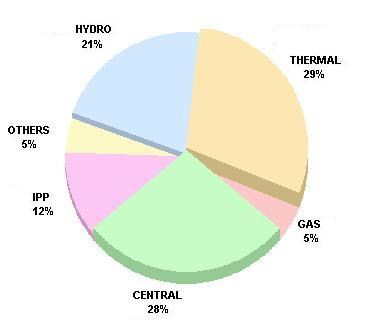 HYDRO
21%
THERMAL
29%
OTHERS
5%
IPP
12%
GAS
5%
CENTRAL
28%